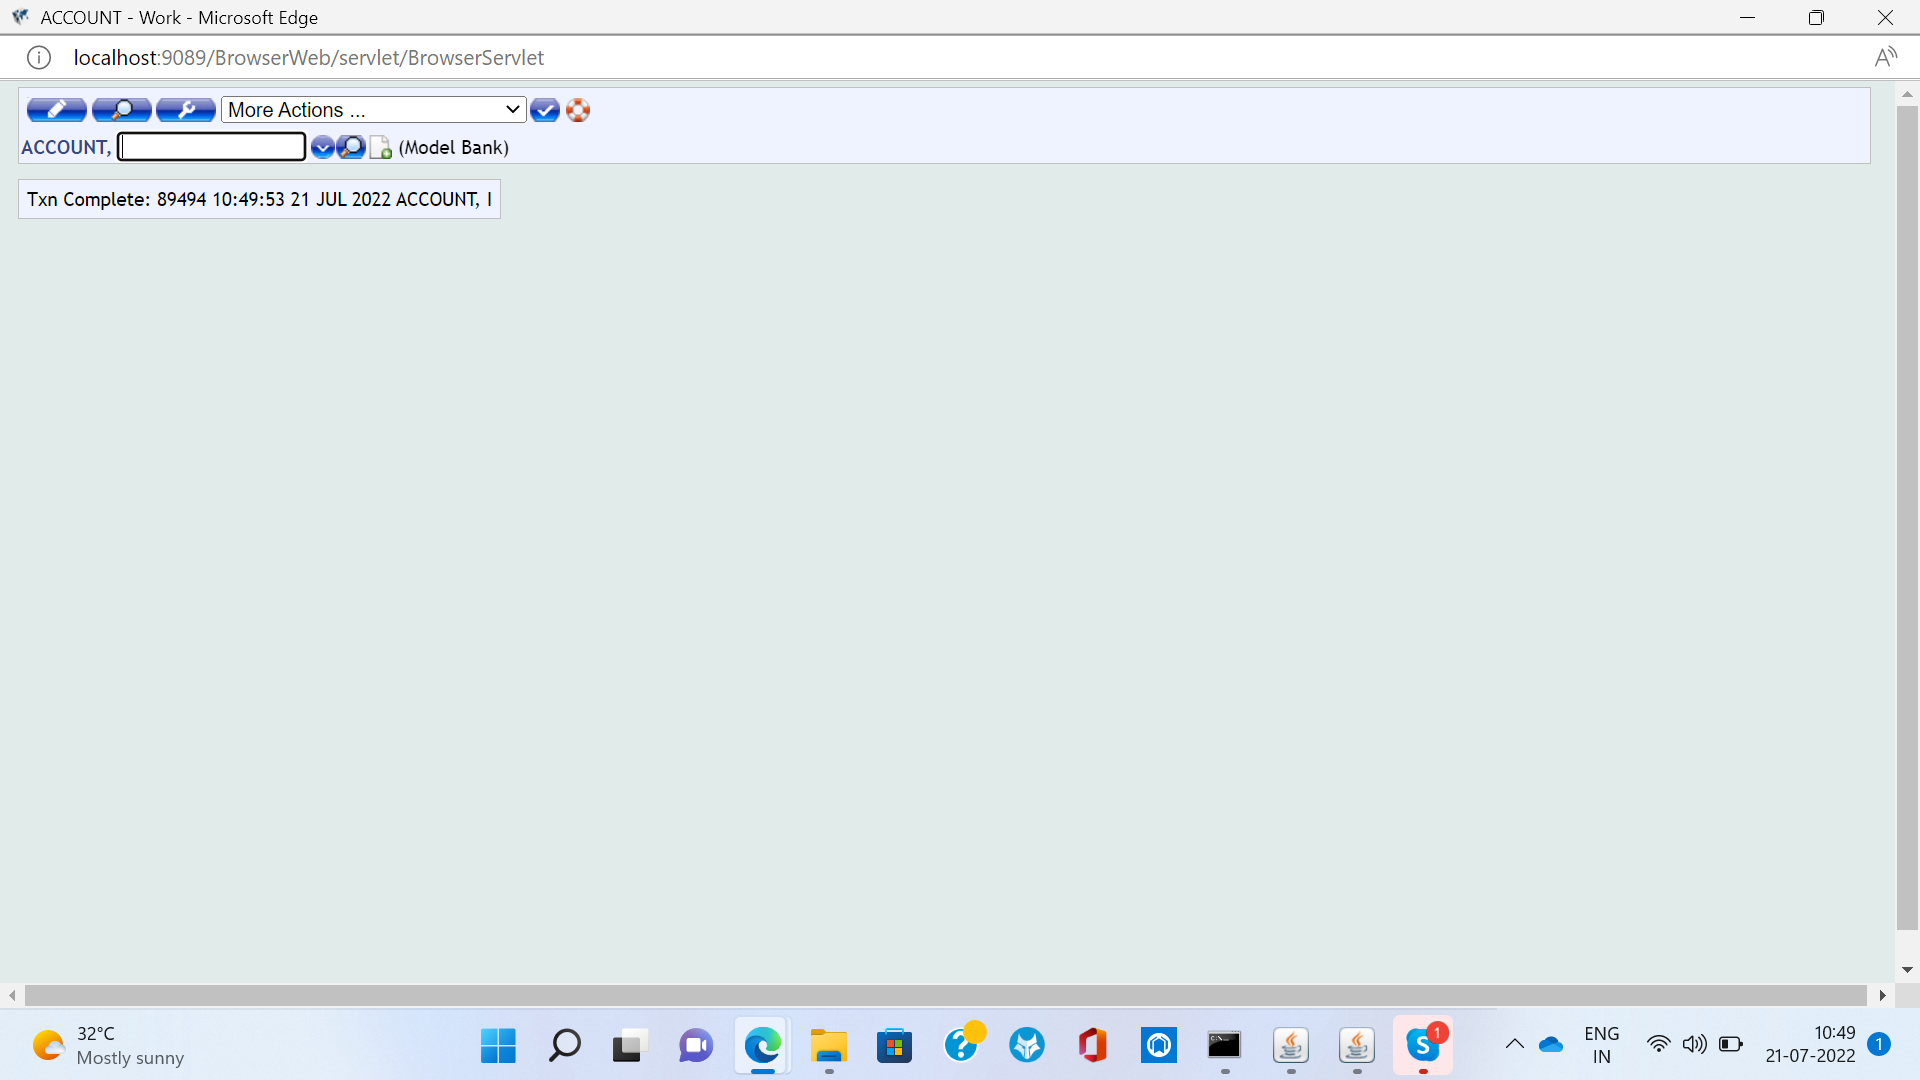 ACCOUNT - Work - Microsoft Edge
localhost:9089/BrowserWeb/servlet/BrowserServlet
More Actions ...
ACCOUNT, (Model Bank)
Txn Complete: 89494 10:49:53 21 JUL 2022 ACCOUNT, I
32°C
Mostly sunny
1
ENG
IN
10:49
21-07-2022
1